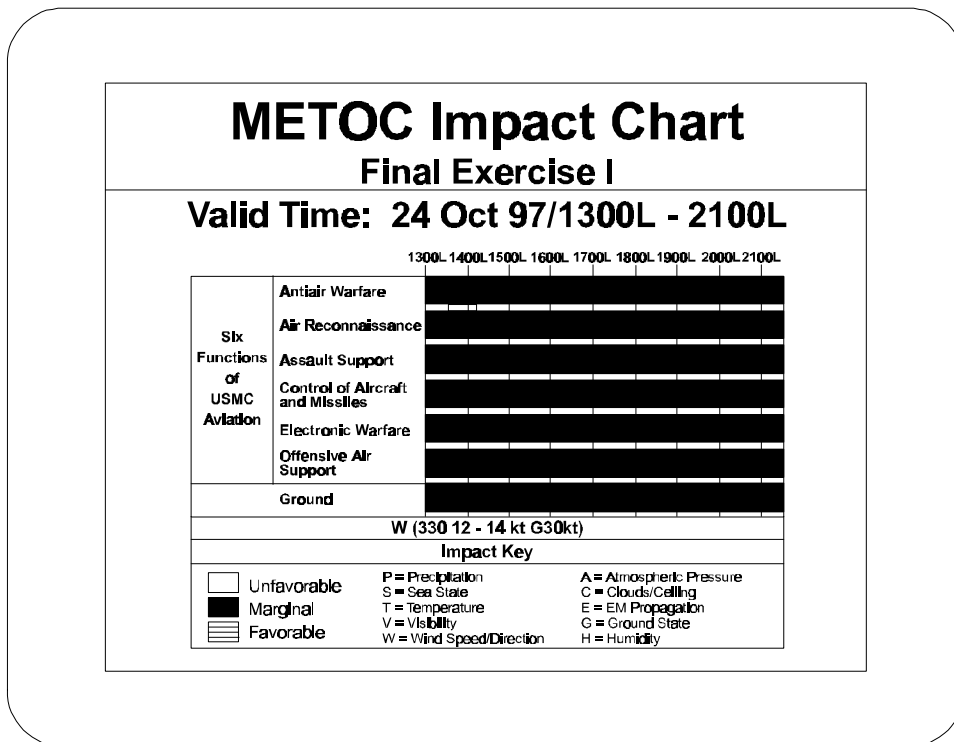 METOC Impact Chart
Final Exercise I
Valid Time: 24 Oct 97/1300L - 2100L
1300L 1400L 1500L 1600L 1700L 1800L 1900L 2000L 2100L
Six
Functions
of
USMC
Aviation
Antiair Warfare
Air Reconnaissance
Assault Support
Control of Aircraft
and Missiles
Electronic Warfare
Offensive Air
Support
Ground
W (330 12 - 14 kt G30kt)
Impact Key
Unfavorable
Marginal
Favorable
P = Precipitation
S = Sea State
T = Temperature
V = Visibility
W = Wind Speed/Direction
A = Atmospheric Pressure
C = Clouds/Ceiling
E = EM Propagation
G = Ground State
H = Humidity